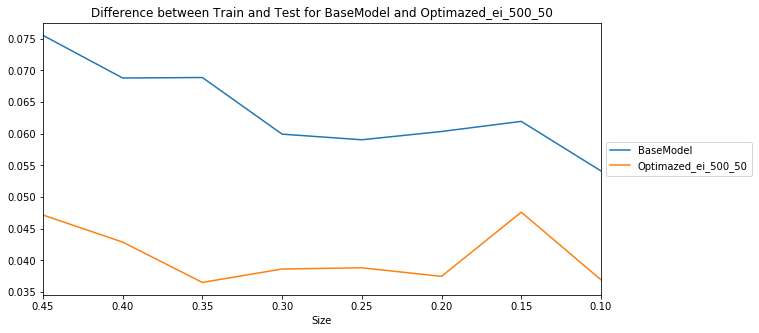 Difference between Train and Test for BaseModel and Optimazed_ei_500_50
0.075
0.070
0.065
0.060
0.055
0.050
0.045
0.040
0.035
0.45 0.40 0.35 0.30 0.25 0.20 0.15 0.10
Size
BaseModel
Optimazed_ei_500_50